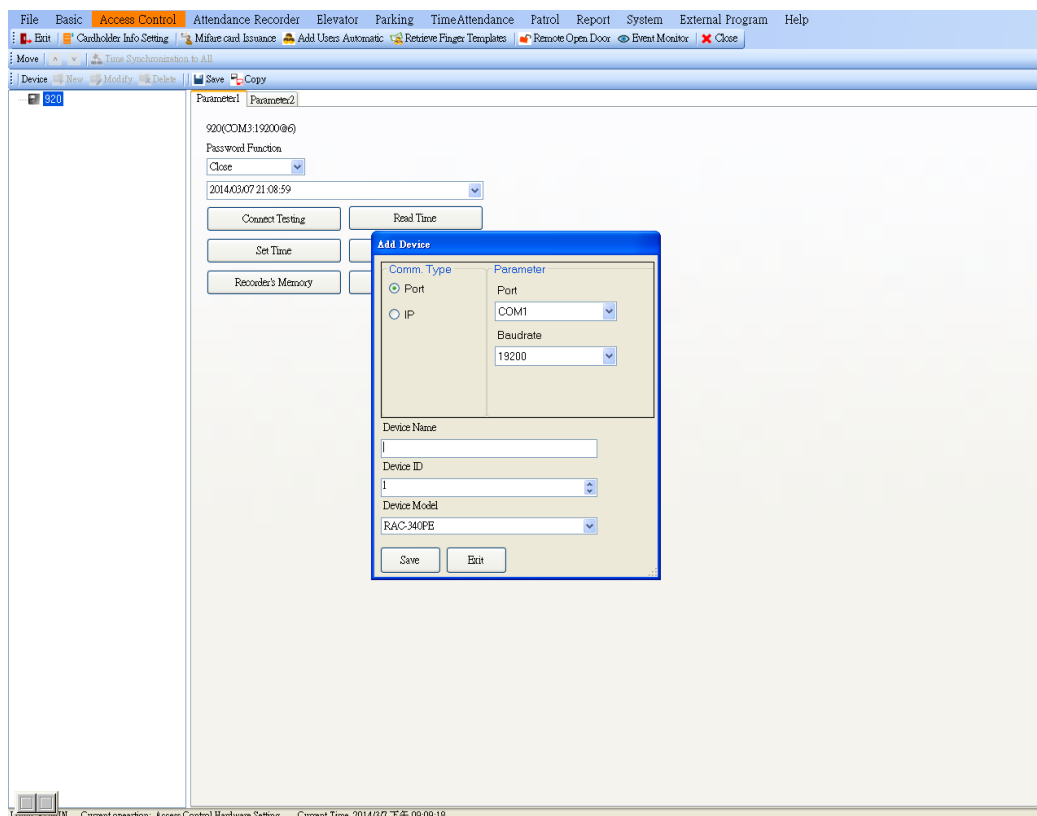 File Basic Access Control Attendance Recorder Elevator Parking TimeAttendance Patrol Report System External Program Help
Exit Cardholder Info Setting Mifare card Issuance Add Users Automatic Retrieve Finger Templates Remote Open Door Event Monitor Close
Move Time Synchronization to All
Device New Modify Delete Save Copy
920
Parameter1 Parameter2
920(COM3:19200@6)
Password Function
Close
2014/03/07 21:08:59
Connect Testing Read Time
Set Time
Recorder's Memory
Add Device
Comm. Type Parameter
Port
IP
Port
COM1
Baudrate
19200
Device Name
Device ID
1
Device Model
RAC-340PE
Save Exit
Current opeartion: Access Control Hardware Setting Current Time 2014/3/7 下午 09:09:18